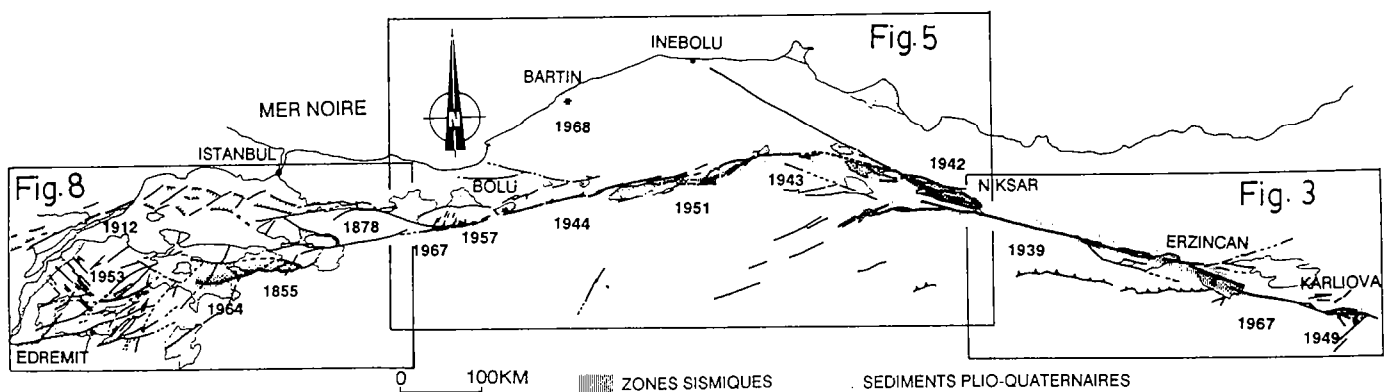 Fig.5
INEBOLU
BARTIN
MER NOIRE
N
1968
ISTANBUL
1942
Fig.8
BOLU
NIKSAR
Fig.3
1943
1912
1878
1951
1944
1939
ERZINCAN
1967
1957
1953
KARLIOVA
1855
1964
1967
1949
EDREMIT
0 100KM
ZONES SISMIQUES
SEDIMENTS PLIO-QUATERNAIRES